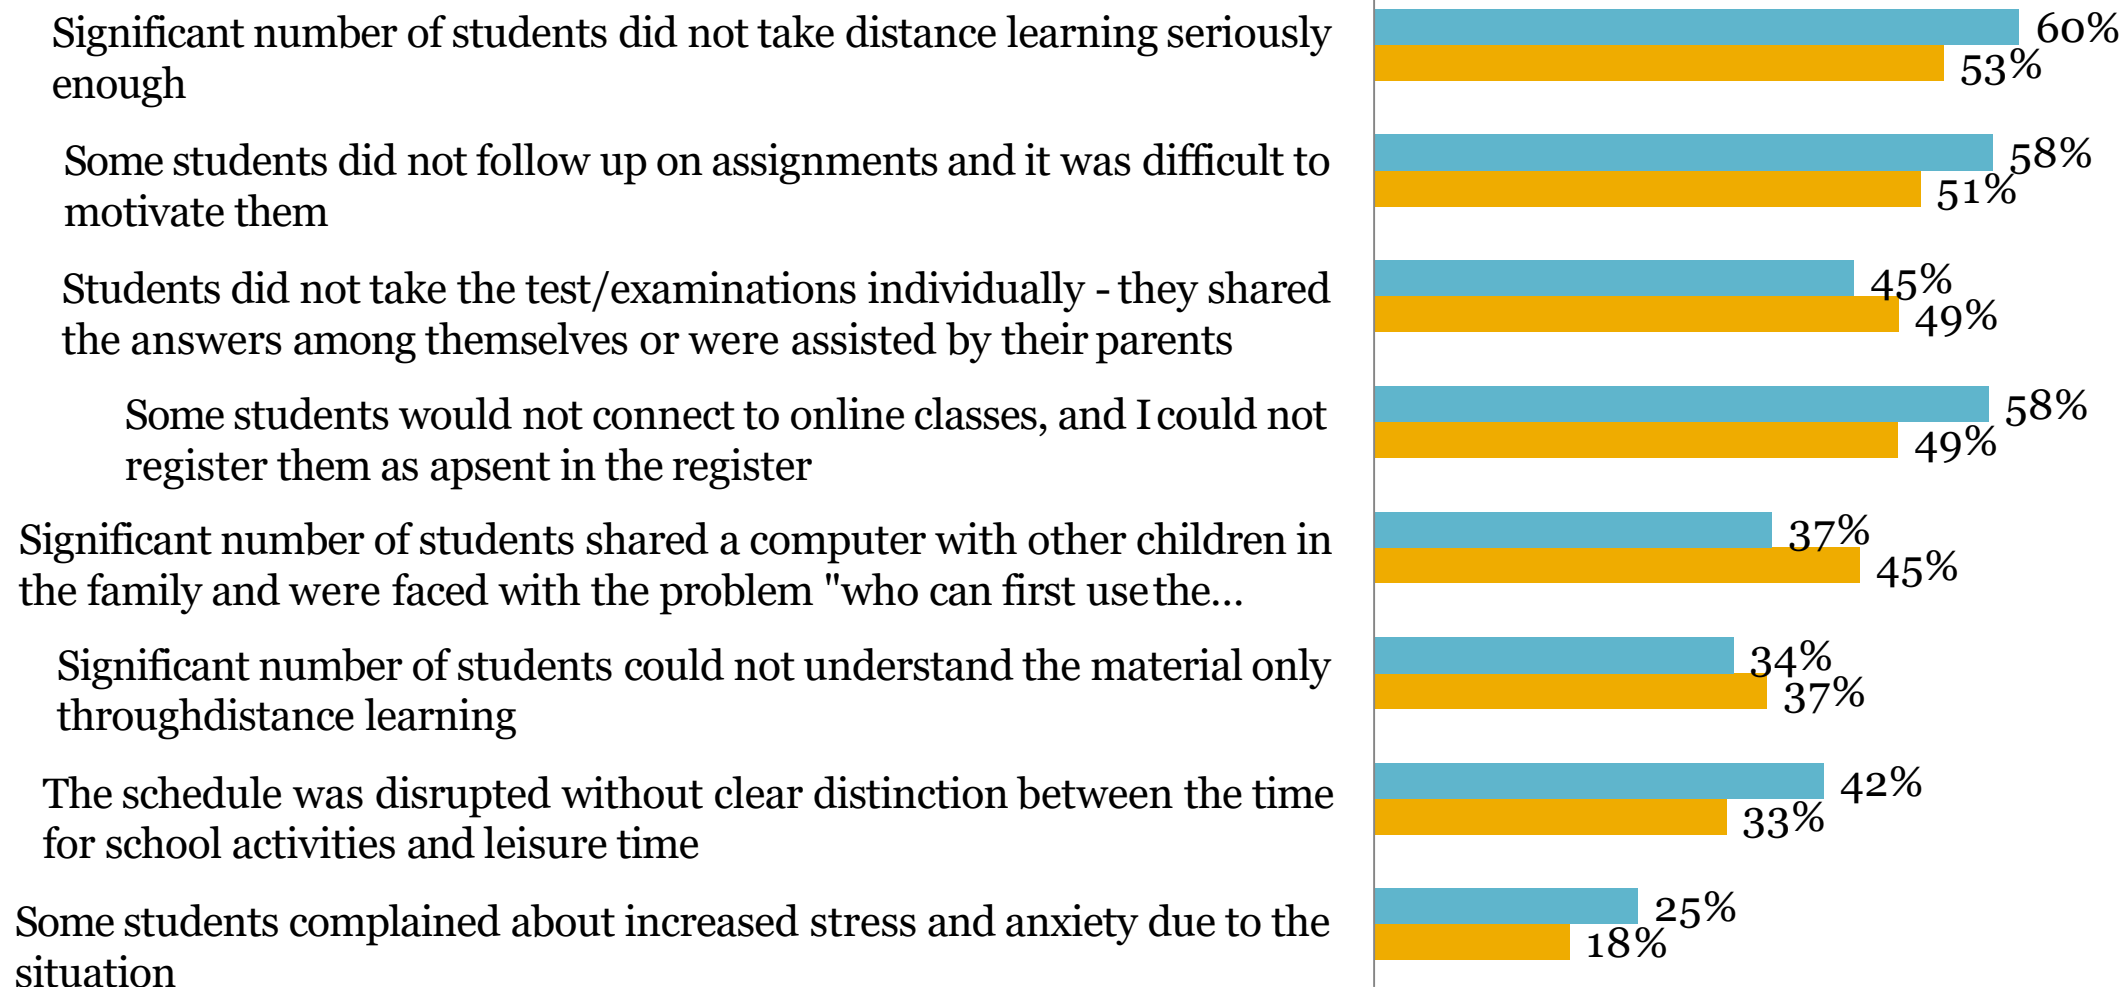 Significant number of students did not take distance learning seriously
enough
60%
53%
Some students did not follow up on assignments and it was difficult to
motivate them
58%
51%
Students did not take the test/examinations individually - they shared
the answers among themselves or were assisted by their parents
45%
49%
Some students would not connect to online classes, and I could not
register them as apsent in the register
58%
49%
Significant number of students shared a computer with other children in
the family and were faced with the problem "who can first use the...
37%
45%
Significant number of students could not understand the material only
throughdistance learning
34%
37%
The schedule was disrupted without clear distinction between the time
for school activities and leisure time
42%
33%
Some students complained about increased stress and anxiety due to the
situation
25%
18%